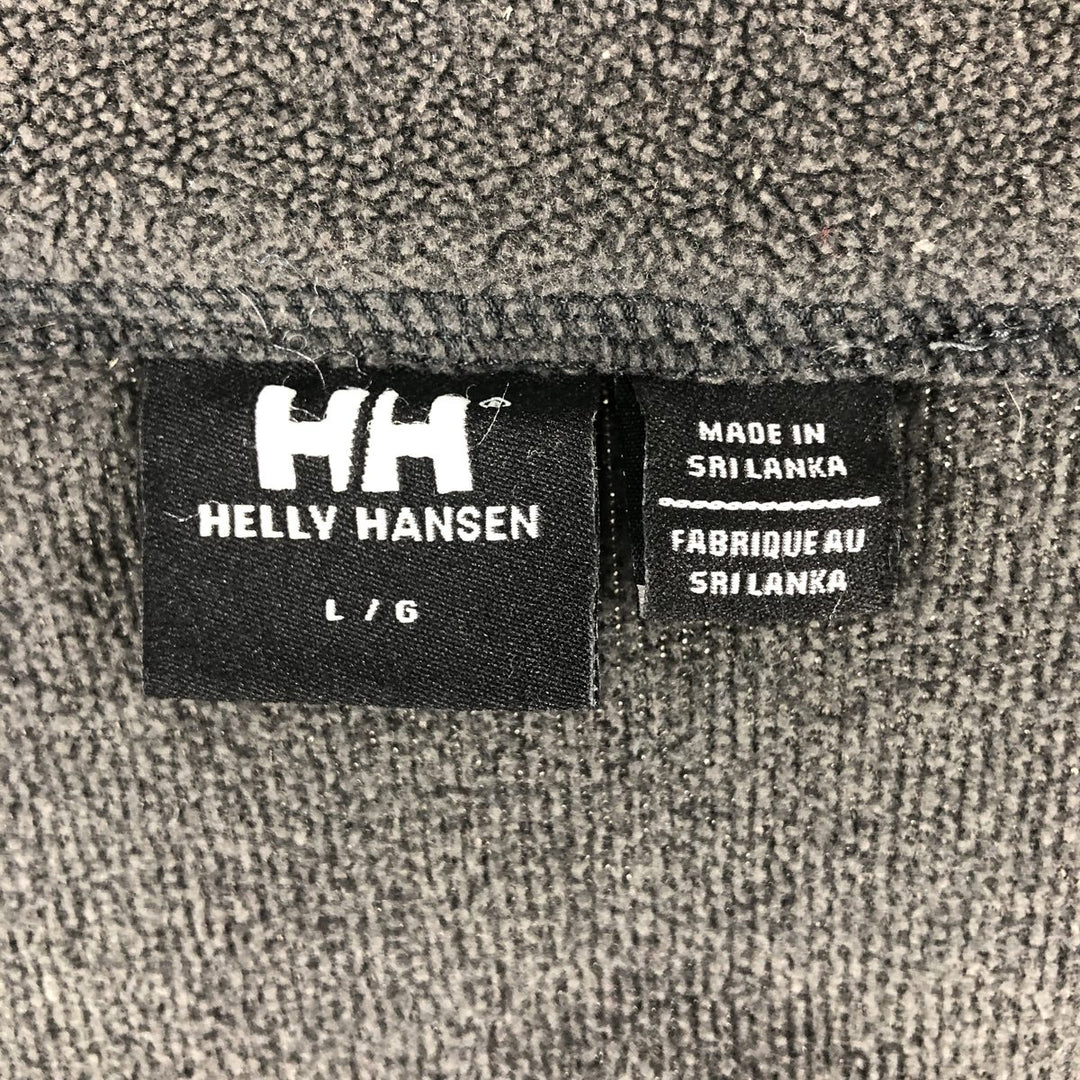 HH
HELLY HANSEN
L / G
MADE IN
SRI LANKA
FABRIQUE AU
SRI LANKA